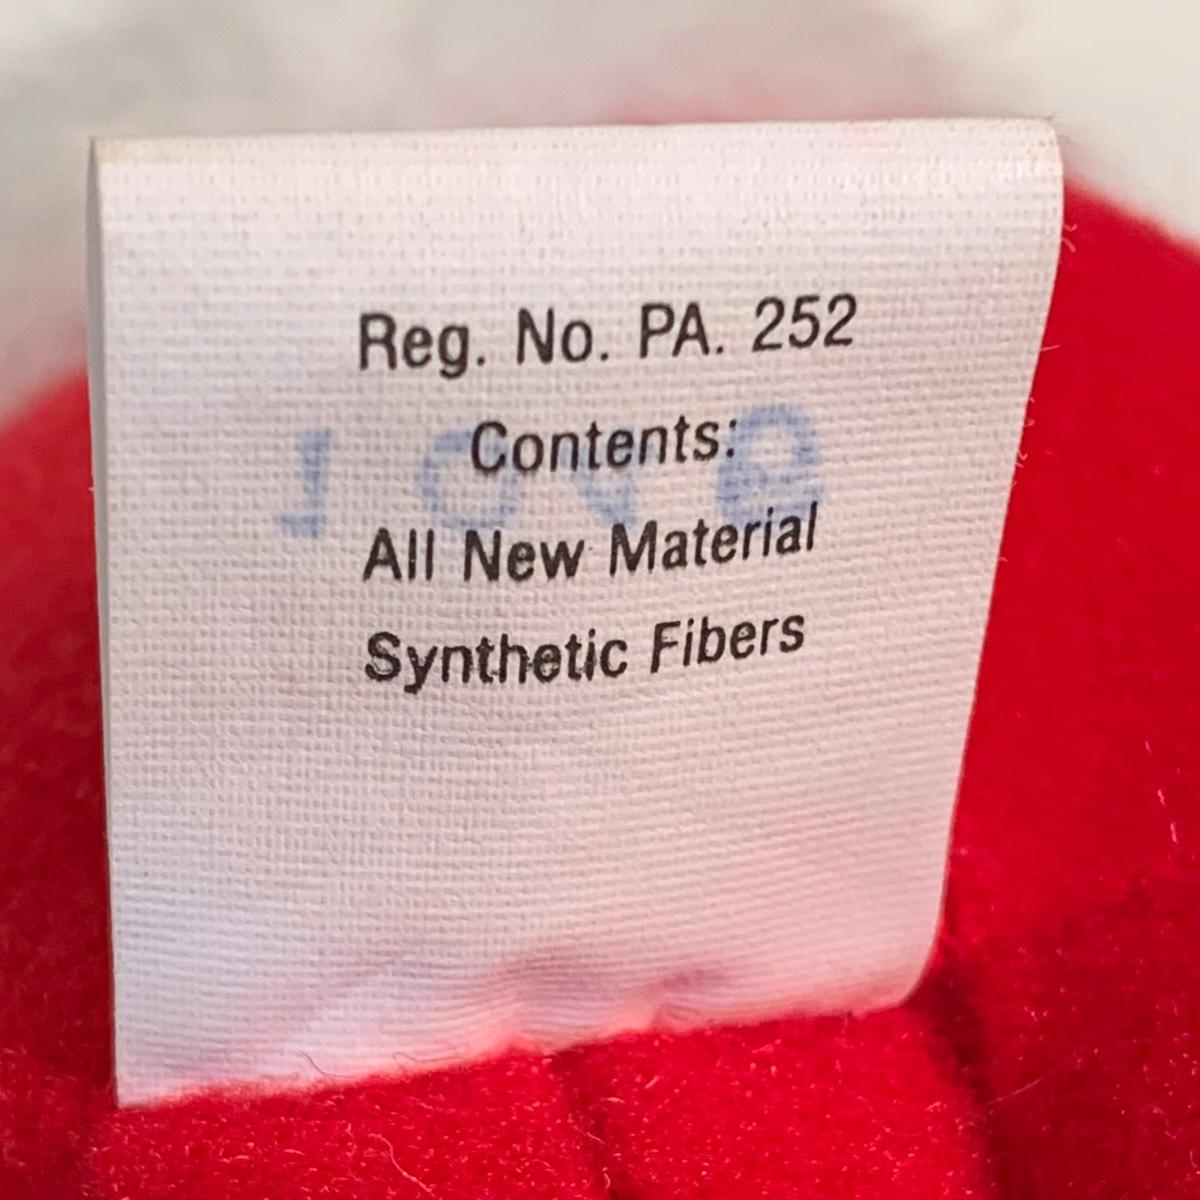 Reg. No. PA. 252
Contents:
All New Material
Synthetic Fibers